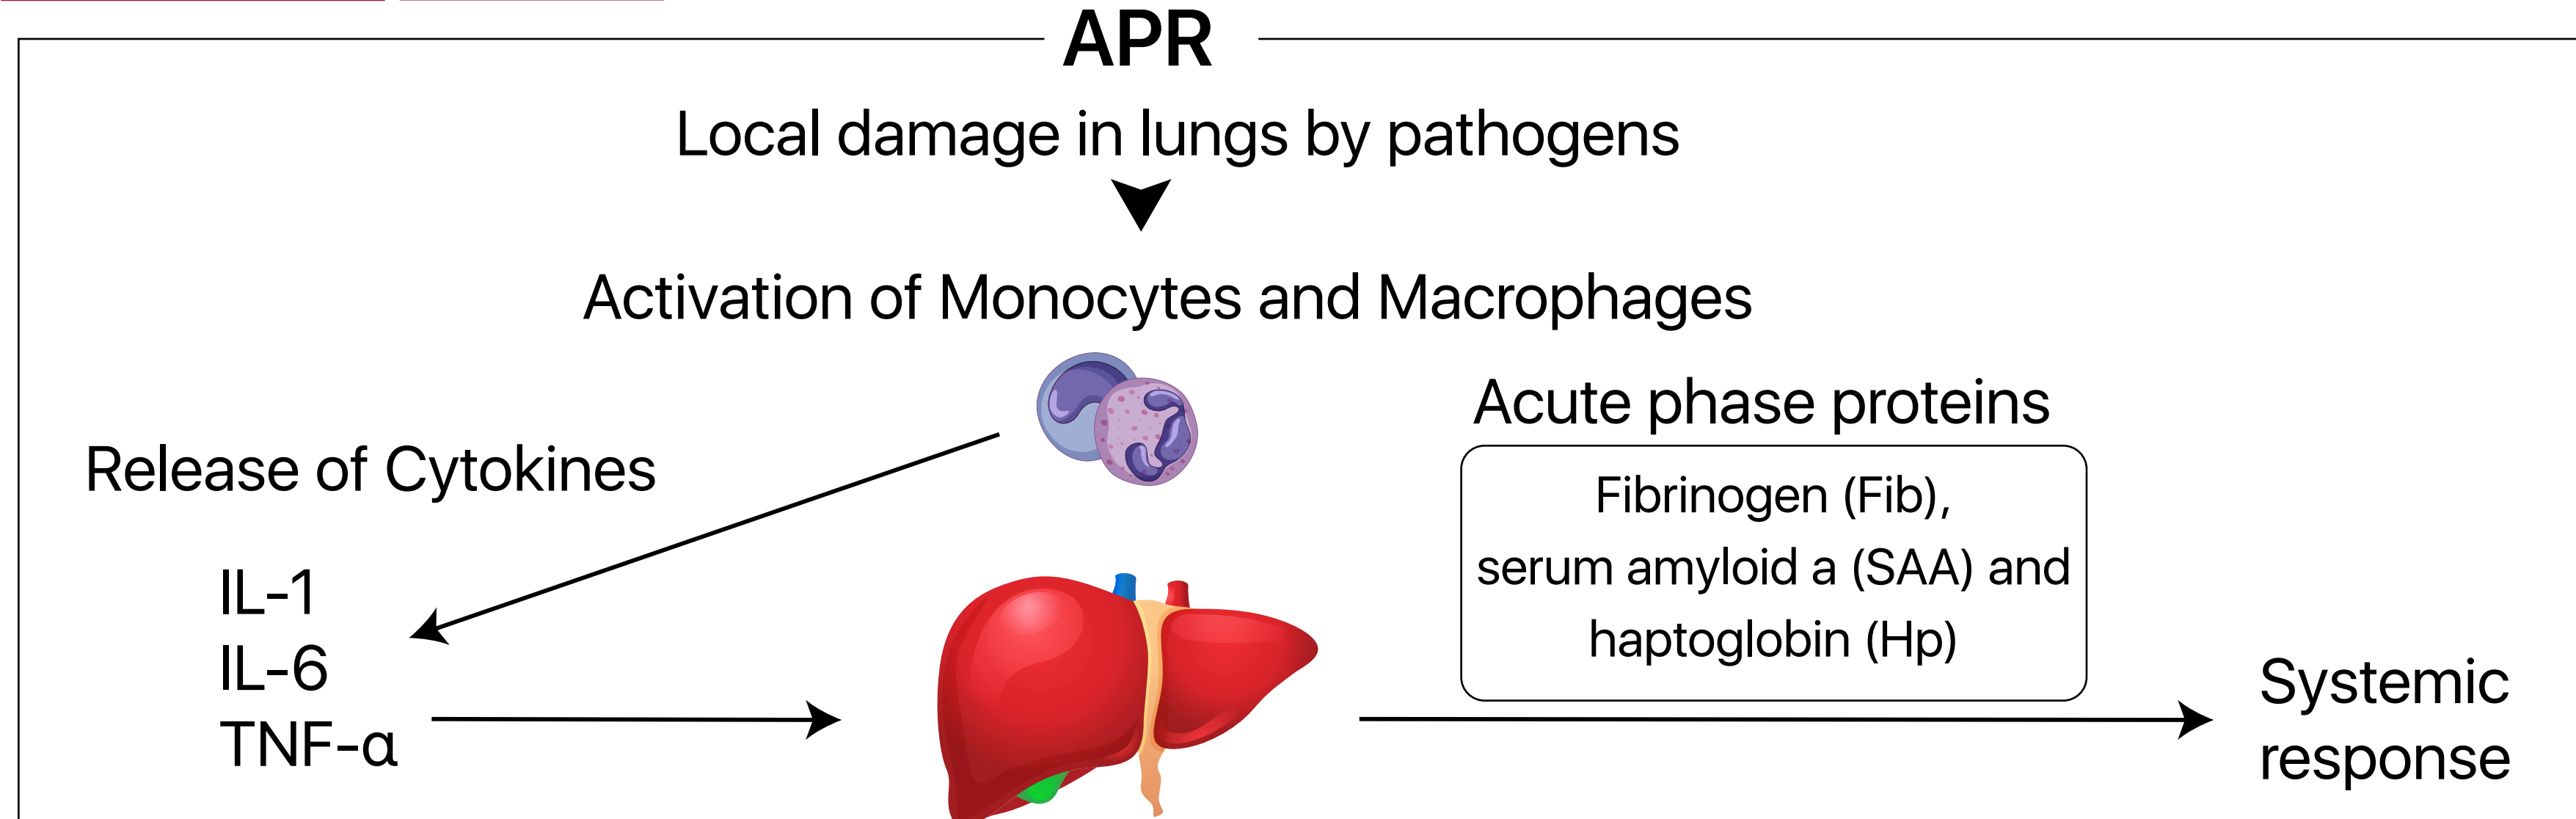 APR
Local damage in lungs by pathogens
Activation of Monocytes and Macrophages
Release of Cytokines
IL-1
IL-6
TNF-α
Acute phase proteins
Fibrinogen (Fib),
serum amyloid a (SAA) and
haptoglobin (Hp)
Systemic
response